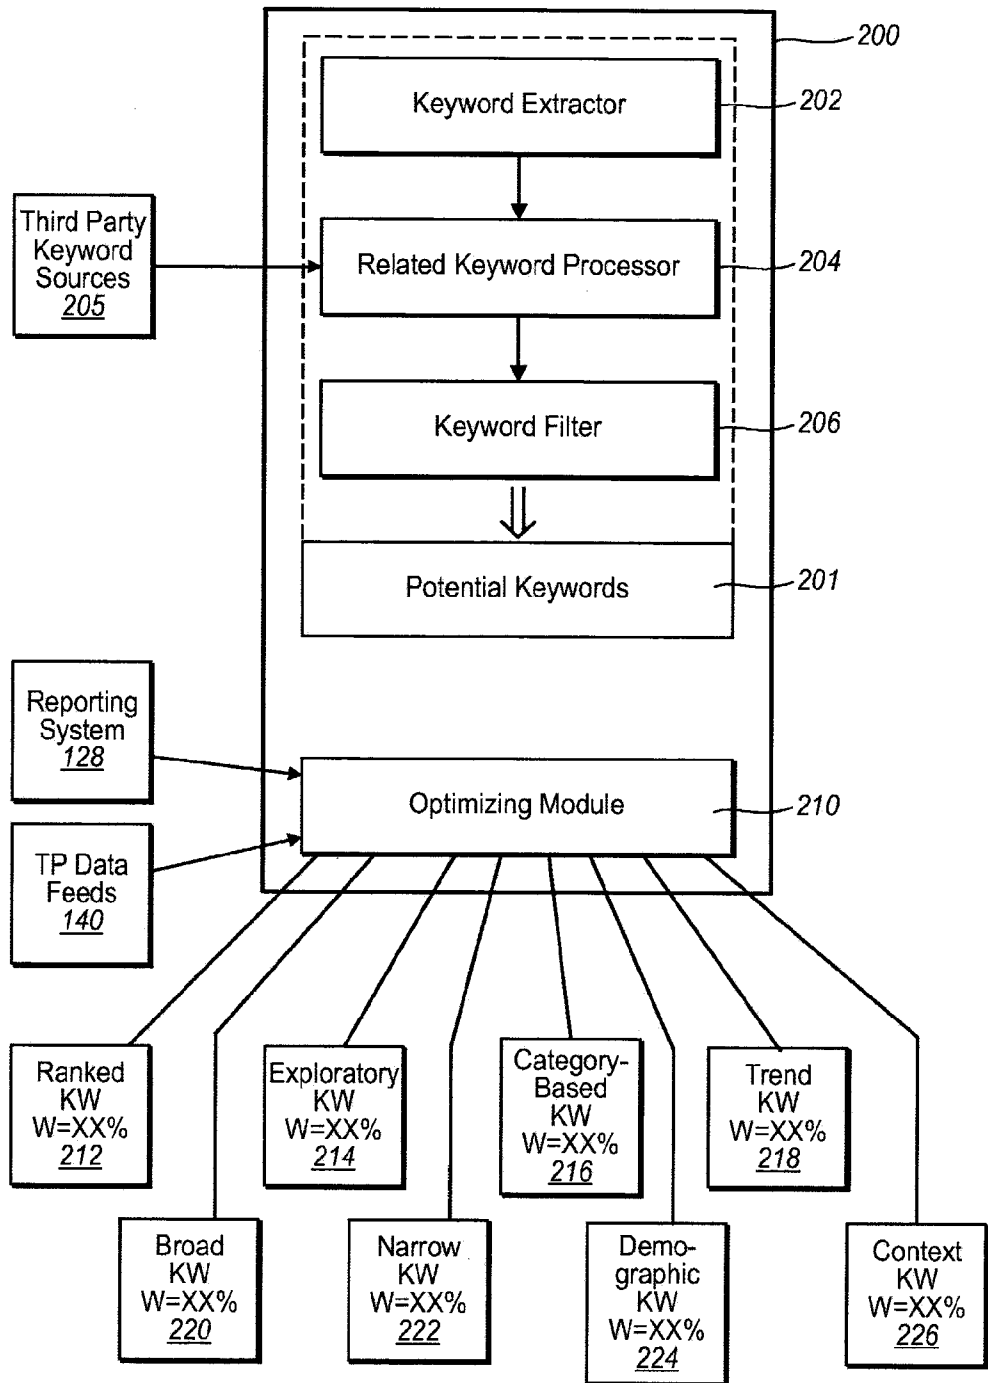 200
Keyword Extractor
202
Third Party
Keyword
Sources
205
Related Keyword Processor
204
Keyword Filter
206
Potential Keywords
201
Reporting
System
128
Optimizing Module
210
TP Data
Feeds
140
Ranked
KW
W=XX%
212
Exploratory
KW
W=XX%
214
Category-
Based
KW
W=XX%
216
Trend
KW
W=XX%
218
Broad
KW
W=XX%
220
Narrow
KW
W=XX%
222
Demo-
graphic
KW
W=XX%
224
Context
KW
W=XX%
226